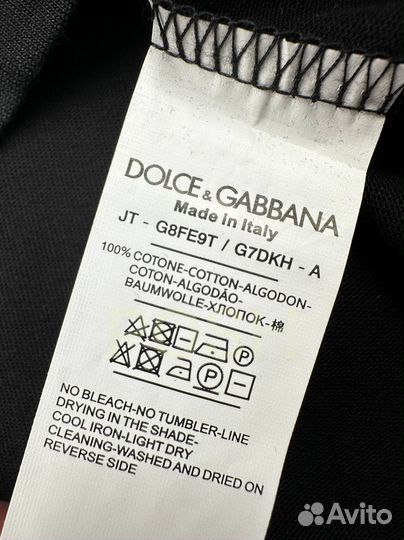 DOLCE & GABBANA
Made in Italy
JT - G8FE9T / G7DKH - A
100% COTONE-COTTON-ALGODON-
COTON-ALGODÃO-
BAUMWOLLE-ХЛОПОК-棉
NO BLEACH-NO TUMBLER-LINE
DRYING IN THE SHADE-
COOL IRON-LIGHT DRY
CLEANING-WASHED AND DRIED ON
REVERSE SIDE
Avito